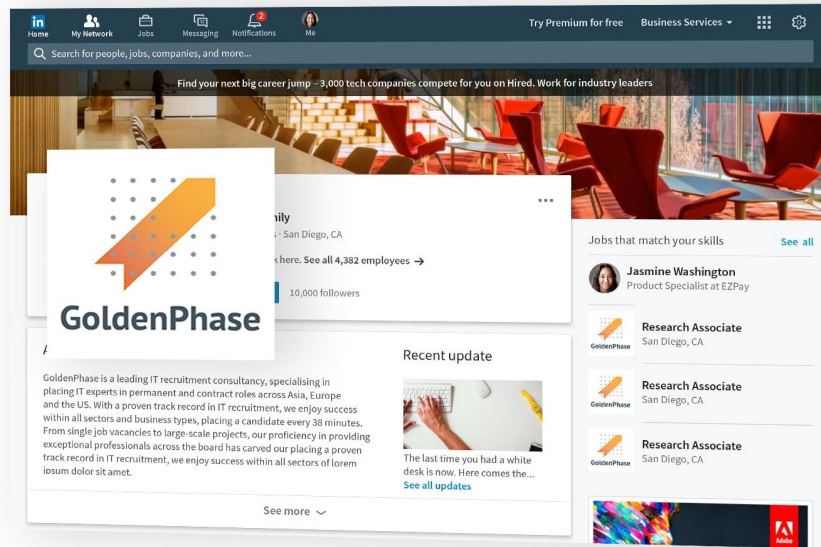 in
2
Home
My Network
Jobs
Messaging
Notifications
Me
Try Premium for free
Business Services
Search for people, jobs, companies, and more...
Find your next big career jump – 3,000 tech companies compete for you on Hired. Work for industry leaders
GoldenPhase
San Diego, CA
here. See all 4,382 employees →
10,000 followers
GoldenPhase is a leading IT recruitment consultancy, specialising in
placing IT experts in permanent and contract roles across Asia, Europe
and the US. With a proven track record in IT recruitment, we enjoy success
within all sectors and business types, placing a candidate every 38 minutes.
From single job vacancies to large-scale projects, our proficiency in providing
exceptional professionals across the board has carved our placing a proven
track record in IT recruitment, we enjoy success within all sectors of lorem
ipsum dolor sit amet.
See more
Recent update
The last time you had a white
desk is now. Here comes the...
See all updates
Jobs that match your skills
See all
Jasmine Washington
Product Specialist at EZPay
GoldenPhase
Research Associate
San Diego, CA
GoldenPhase
Research Associate
San Diego, CA
GoldenPhase
Research Associate
San Diego, CA
Adobe